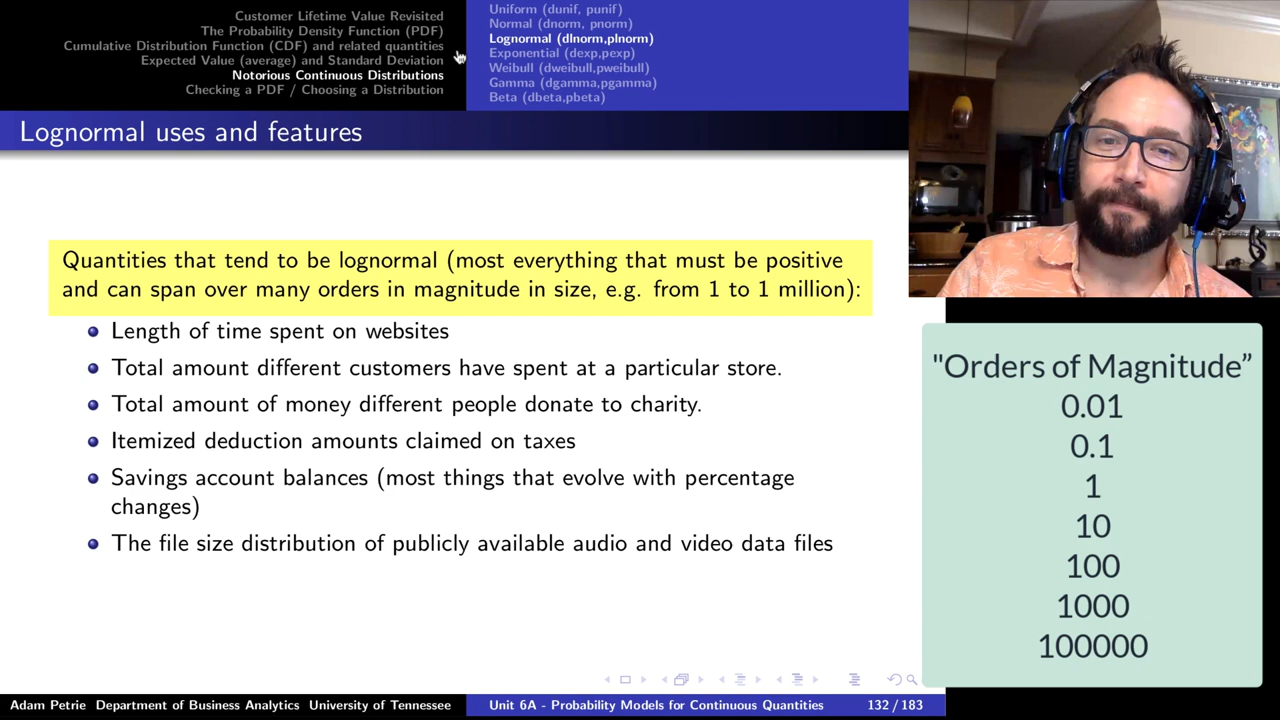 Customer Lifetime Value Revisited
The Probability Density Function (PDF)
Cumulative Distribution Function (CDF) and related quantities
Expected Value (average) and Standard Deviation
Notorious Continuous Distributions
Checking a PDF / Choosing a Distribution
Uniform (dunif, punif)
Normal (dnorm, pnorm)
Lognormal (dlnorm,plnorm)
Exponential (dexp,pexp)
Weibull (dweibull,pweibull)
Gamma (dgamma,pgamma)
Beta (dbeta,pbeta)
Lognormal uses and features
Quantities that tend to be lognormal (most everything that must be positive
and can span over many orders in magnitude in size, e.g. from 1 to 1 million):
Length of time spent on websites
Total amount different customers have spent at a particular store.
Total amount of money different people donate to charity.
Itemized deduction amounts claimed on taxes
Savings account balances (most things that evolve with percentage
changes)
The file size distribution of publicly available audio and video data files
"Orders of Magnitude”
0.01
0.1
1
10
100
1000
100000
Adam Petrie Department of Business Analytics University of Tennessee
Unit 6A - Probability Models for Continuous Quantities
132 / 183